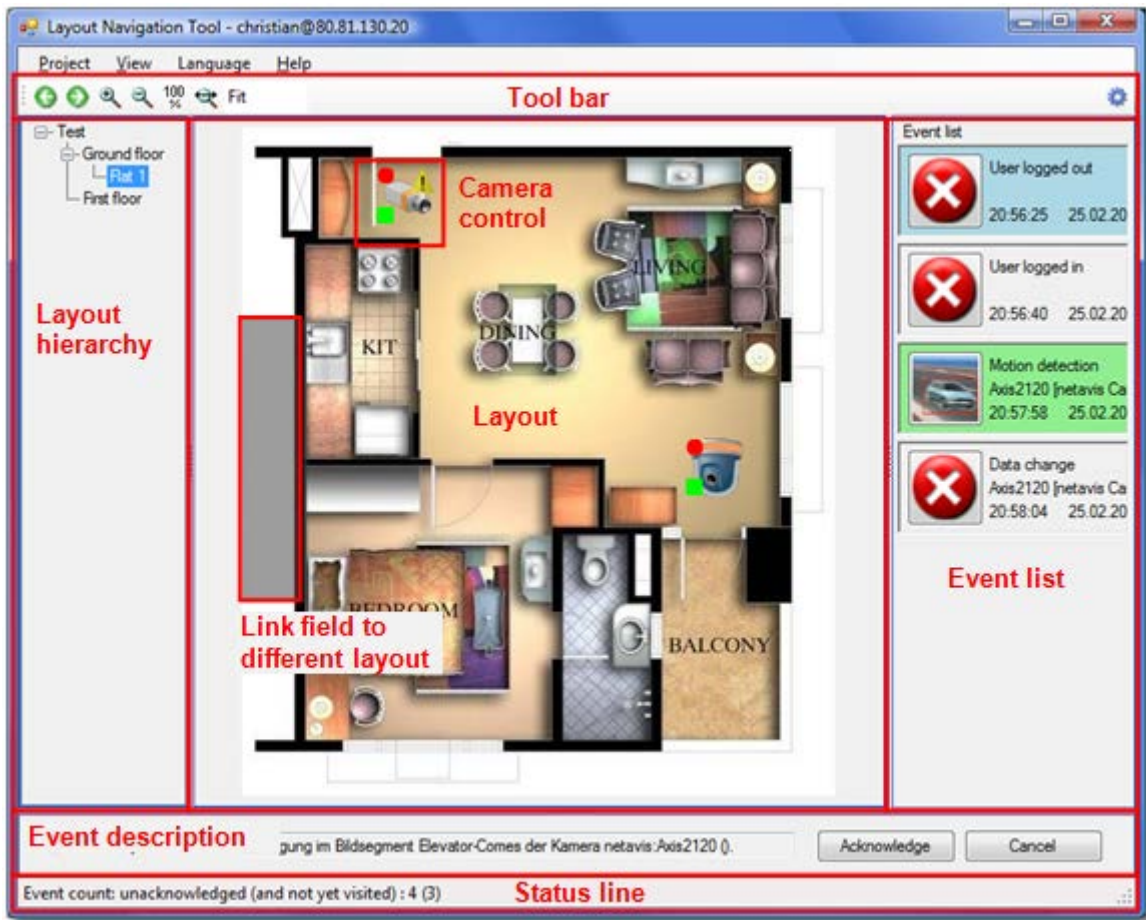 Layout Navigation Tool - christian@80.81.130.20
Project View Language Help
100 % Fit
Tool bar
Test
Ground floor
Flat 1
First floor
Layout hierarchy
Camera control
LIVING
DINING
KIT
Layout
BEDROOM
BALCONY
Link field to different layout
Event list
User logged out
20:56:25 25.02.20
User logged in
20:56:40 25.02.20
Motion detection
Axis2120 [netavis Ca
20:57:58 25.02.20
Data change
Axis2120 [netavis Ca
20:58:04 25.02.20
Event list
Event description
gung im Bildsegment Elevator-Comes der Kamera netavis:Axis2120 ().
Acknowledge Cancel
Event count: unacknowledged (and not yet visited) : 4 (3)
Status line